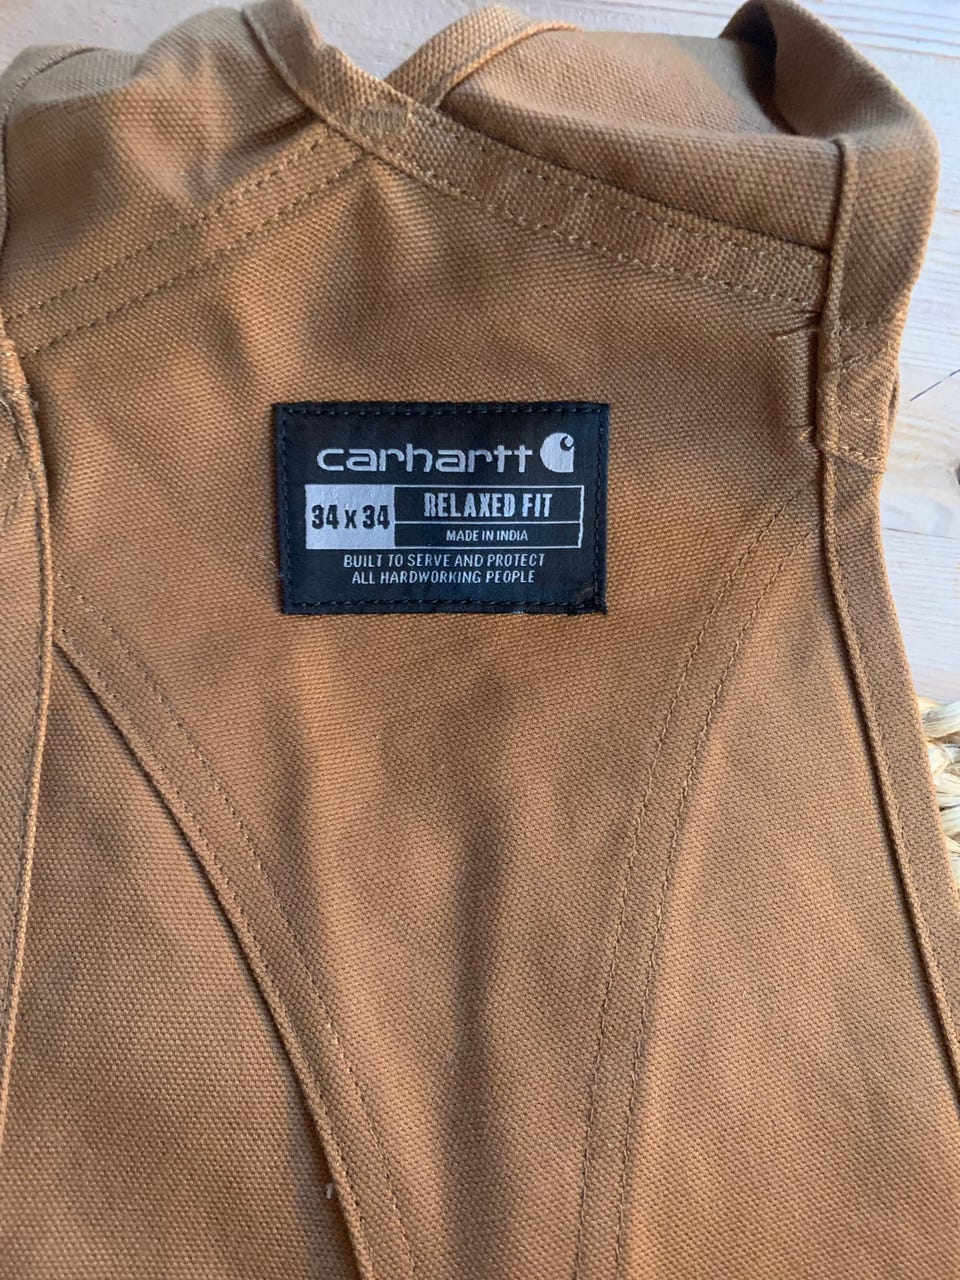 carhartt
34 x 34
RELAXED FIT
MADE IN INDIA
BUILT TO SERVE AND PROTECT
ALL HARDWORKING PEOPLE